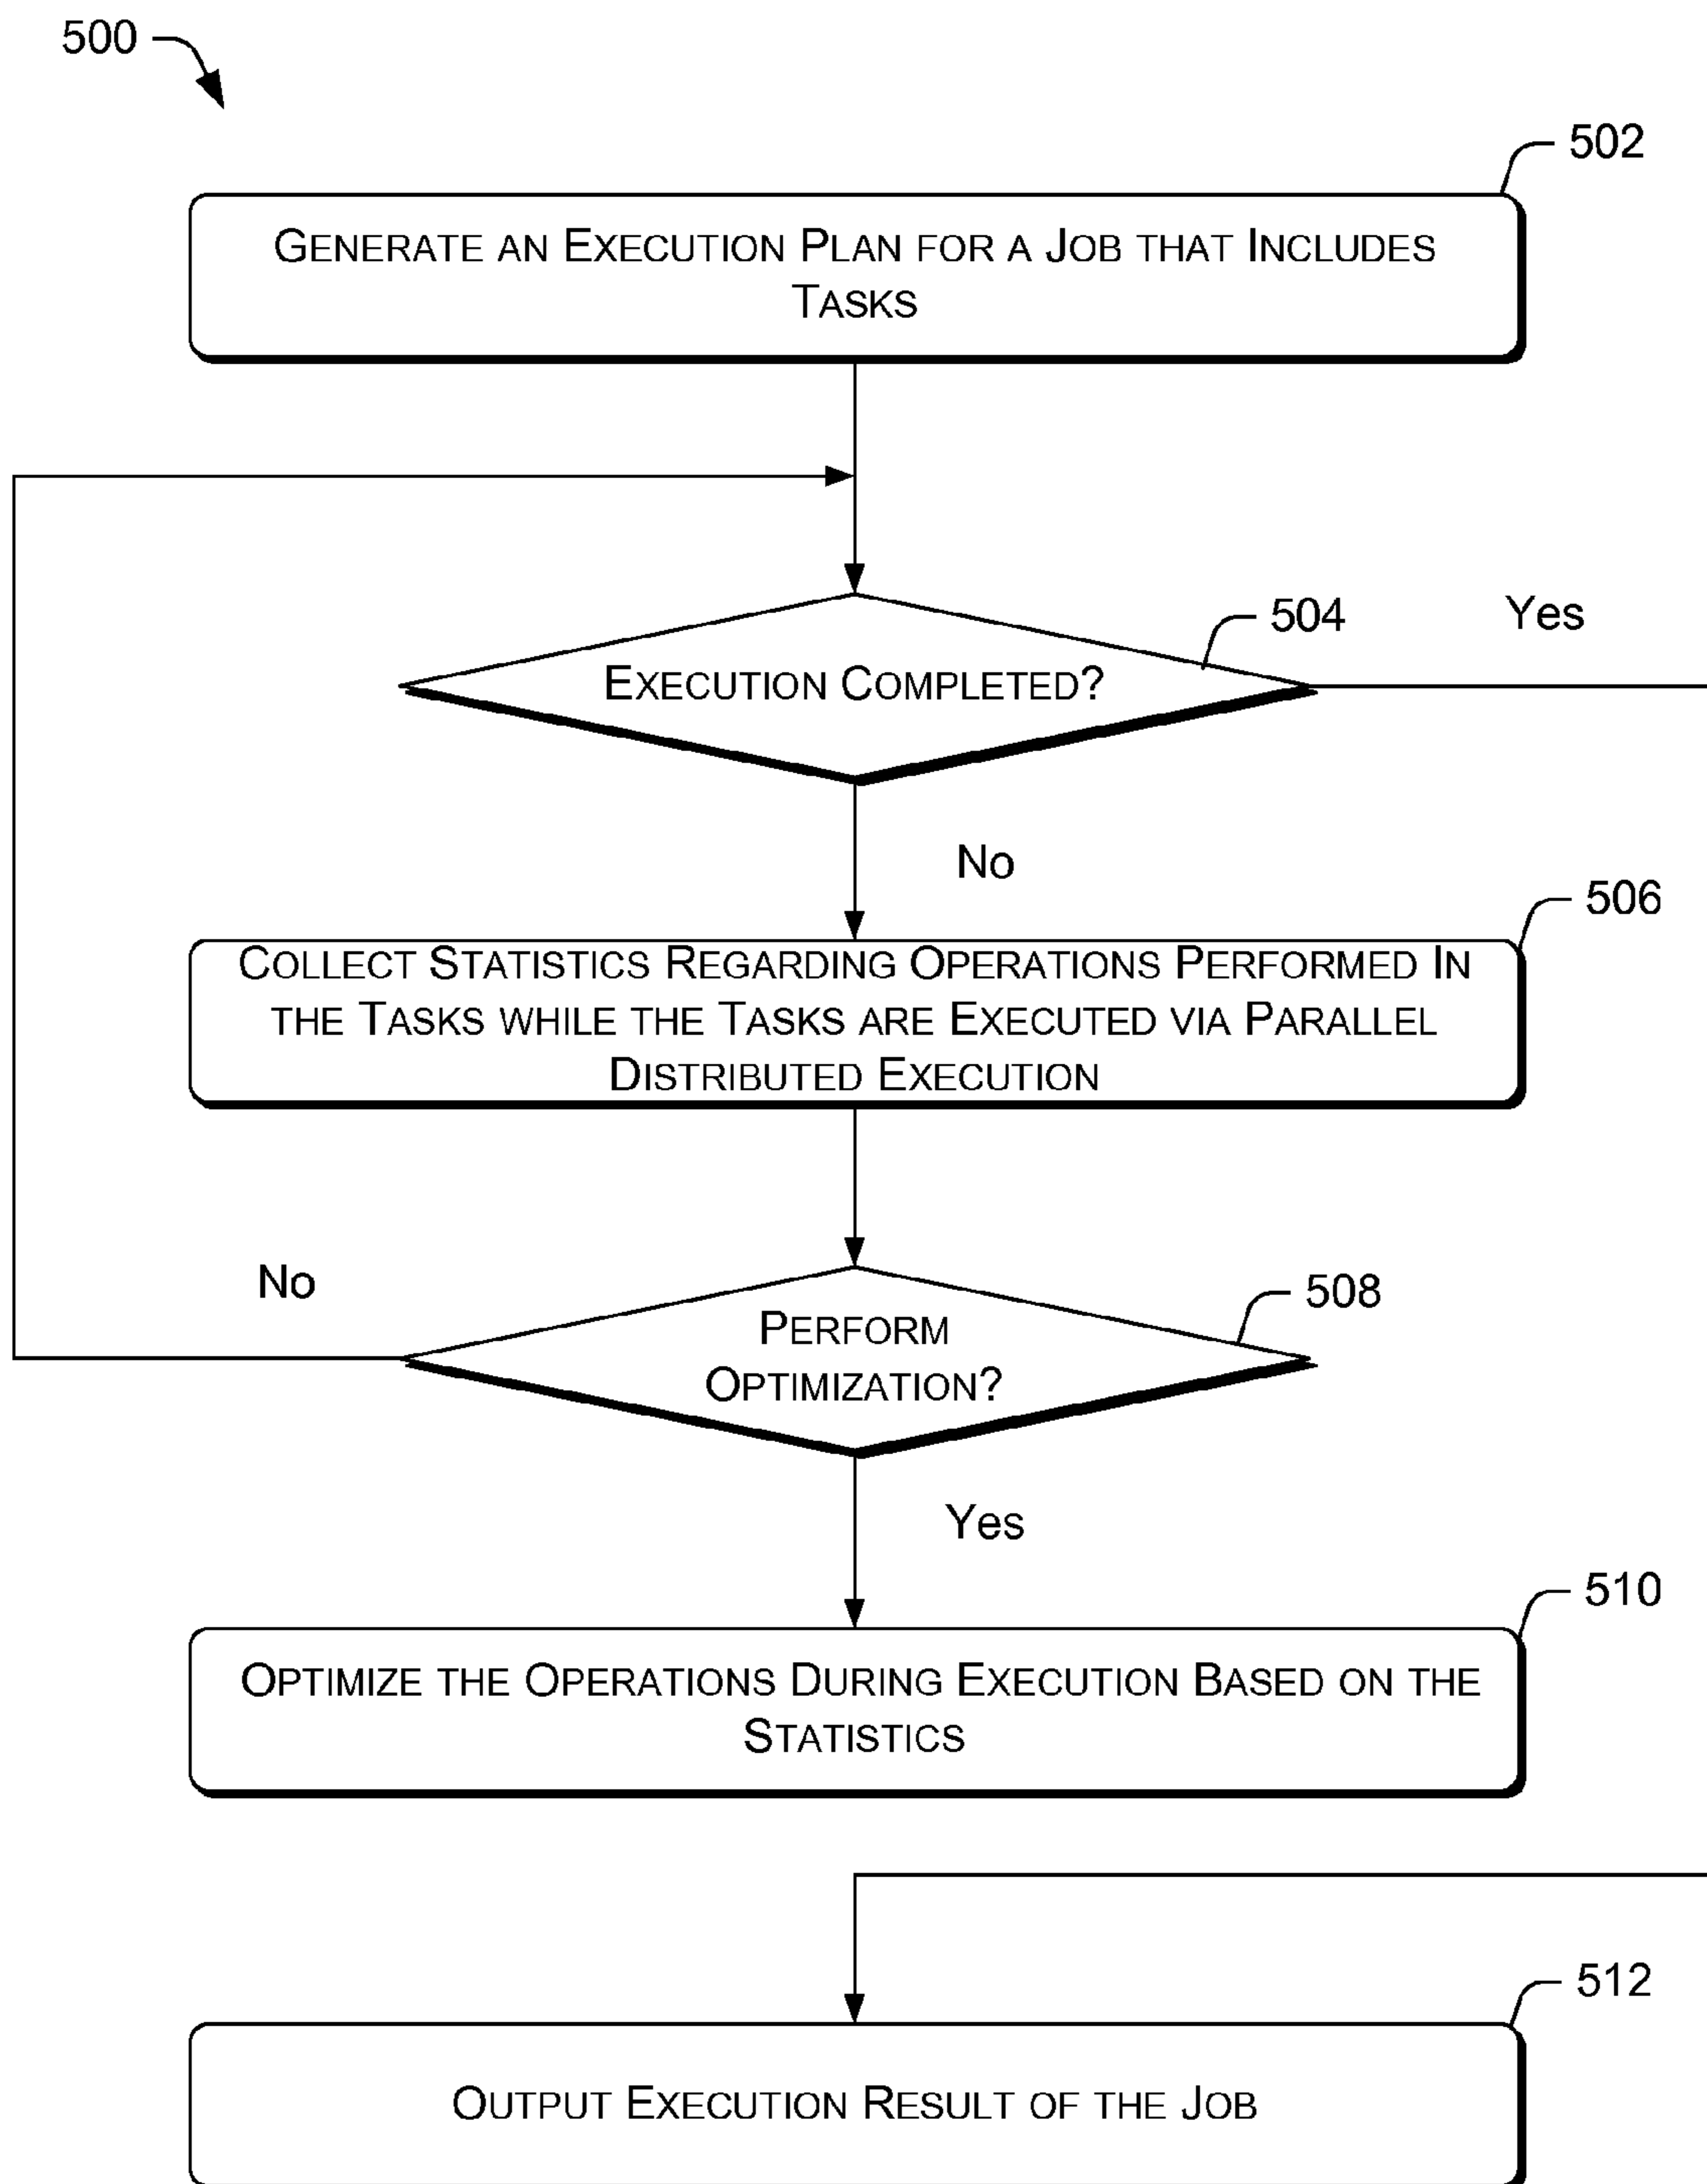 500
502
GENERATE AN EXECUTION PLAN FOR A JOB THAT INCLUDES
TASKS
504
Yes
EXECUTION COMPLETED?
No
506
COLLECT STATISTICS REGARDING OPERATIONS PERFORMED IN
THE TASKS WHILE THE TASKS ARE EXECUTED VIA PARALLEL
DISTRIBUTED EXECUTION
No
508
PERFORM
OPTIMIZATION?
Yes
510
OPTIMIZE THE OPERATIONS DURING EXECUTION BASED ON THE
STATISTICS
512
OUTPUT EXECUTION RESULT OF THE JOB